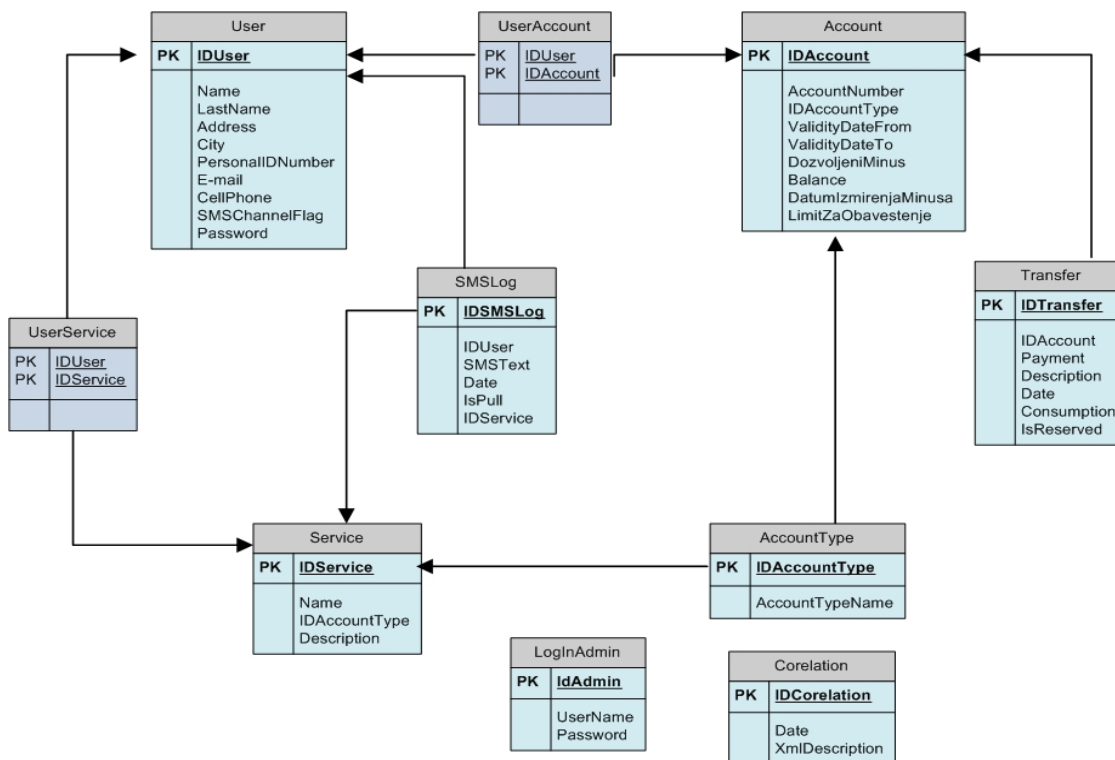 User
PK IDUser
Name
LastName
Address
City
PersonalIDNumber
E-mail
CellPhone
SMSChannelFlag
Password
UserAccount
PK IDUser
PK IDAccount
Account
PK IDAccount
AccountNumber
IDAccountType
ValidityDateFrom
ValidityDateTo
DozvoljeniMinus
Balance
DatumIzmirenjaMinusa
LimitZaObavestenje
SMSLog
PK IDSMSLog
IDUser
SMSText
Date
IsPull
IDService
Transfer
PK IDTransfer
IDAccount
Payment
Description
Date
Consumption
IsReserved
UserService
PK IDUser
PK IDService
Service
PK IDService
Name
IDAccountType
Description
AccountType
PK IDAccountType
AccountTypeName
LogInAdmin
PK IdAdmin
UserName
Password
Corelation
PK IDCorelation
Date
XmlDescription